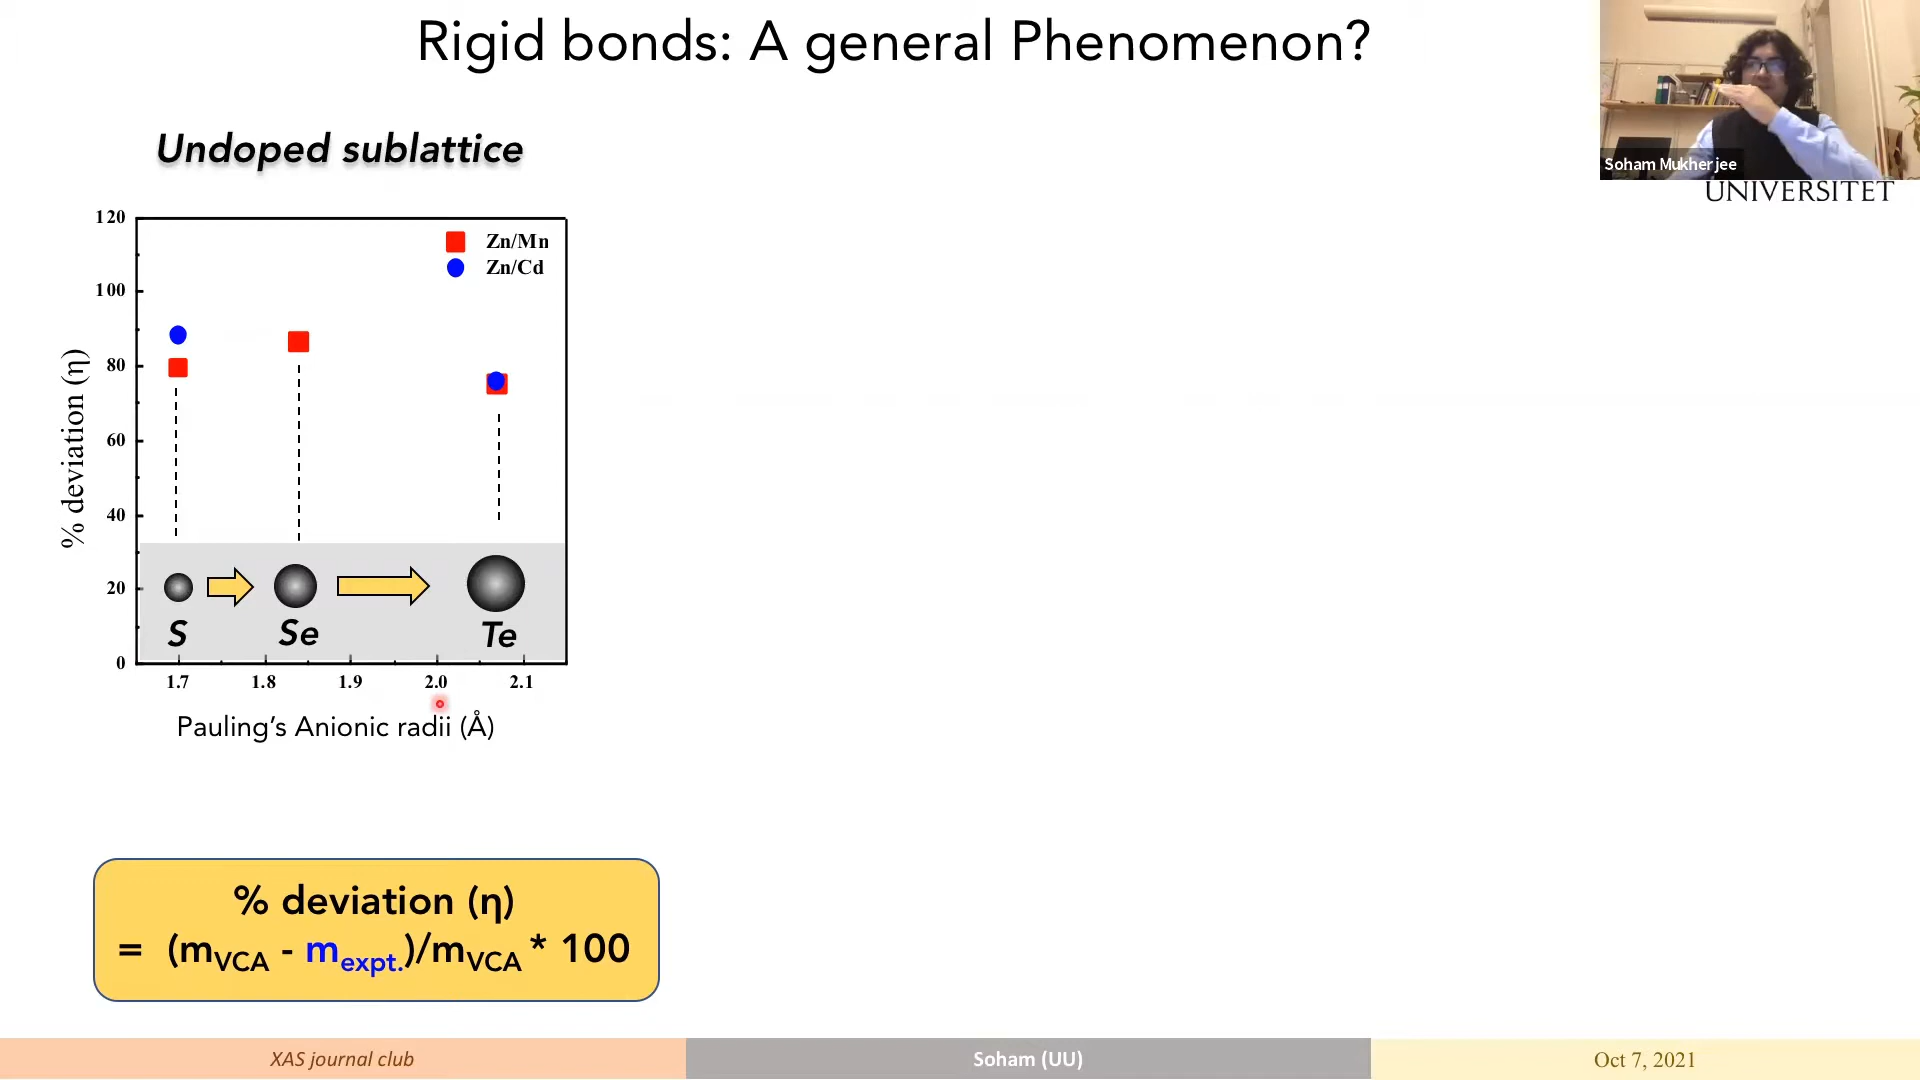 Rigid bonds: A general Phenomenon?
Soham Mukherjee
UNIVERSITET
Undoped sublattice
120
100
80
60
40
20
0
% deviation (η)
Zn/Mn
Zn/Cd
S
Se
Te
1.7
1.8
1.9
2.0
2.1
Pauling’s Anionic radii (Å)
% deviation (η)
= (mVCA - mexpt.)/mVCA * 100
XAS journal club
Soham (UU)
Oct 7, 2021